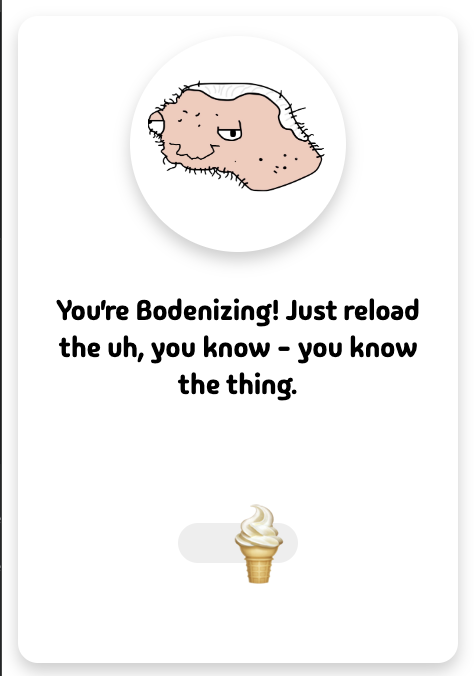 You're Bodenizing! Just reload
the uh, you know - you know
the thing.